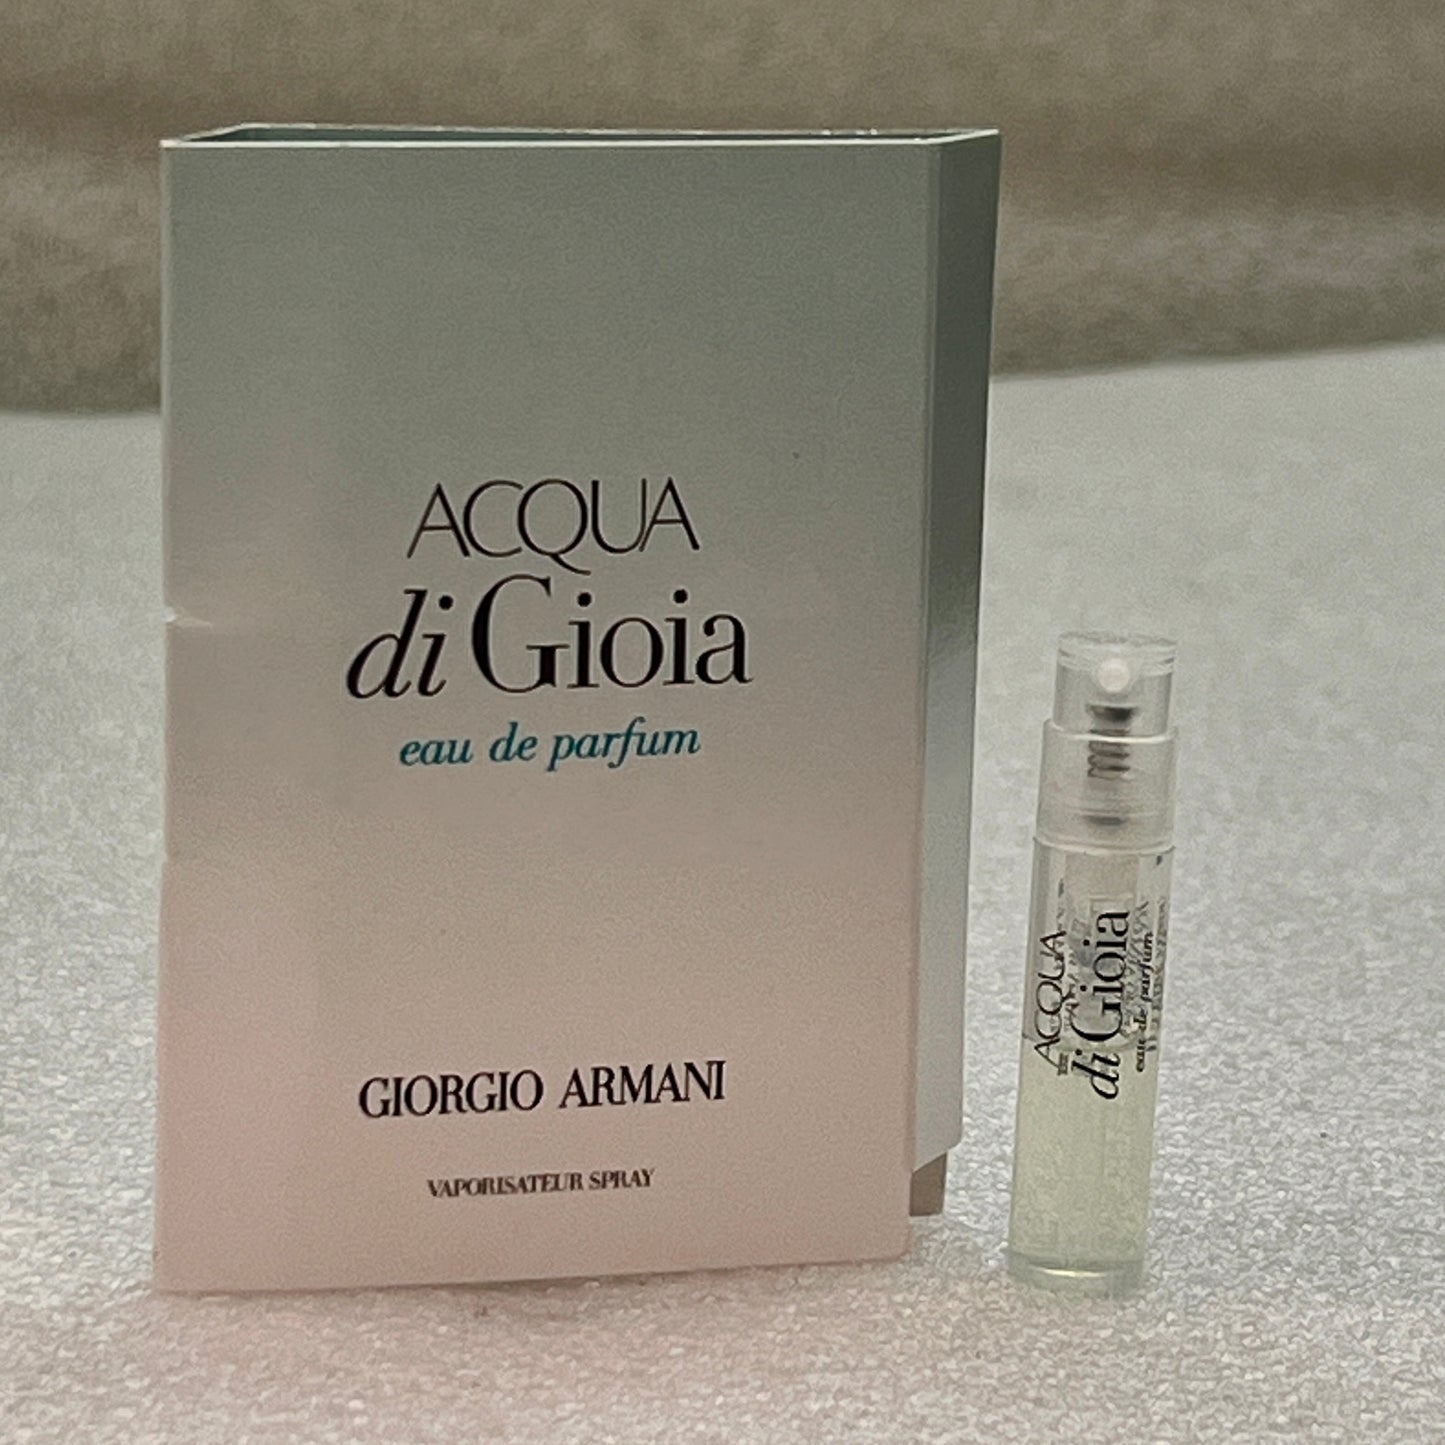 ACQUA
di Gioia
eau de parfum
GIORGIO ARMANI
VAPORISATEUR SPRAY
ACQUA
di Gioia
eau de parfum